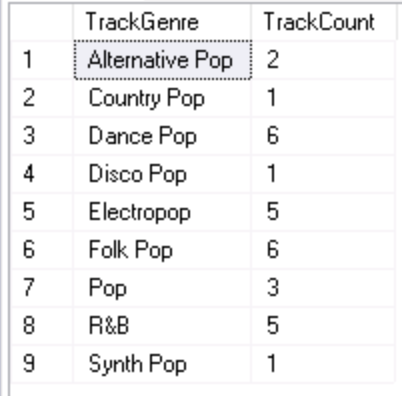 TrackGenre TrackCount
1 Alternative Pop 2
2 Country Pop 1
3 Dance Pop 6
4 Disco Pop 1
5 Electropop 5
6 Folk Pop 6
7 Pop 3
8 R&B 5
9 Synth Pop 1